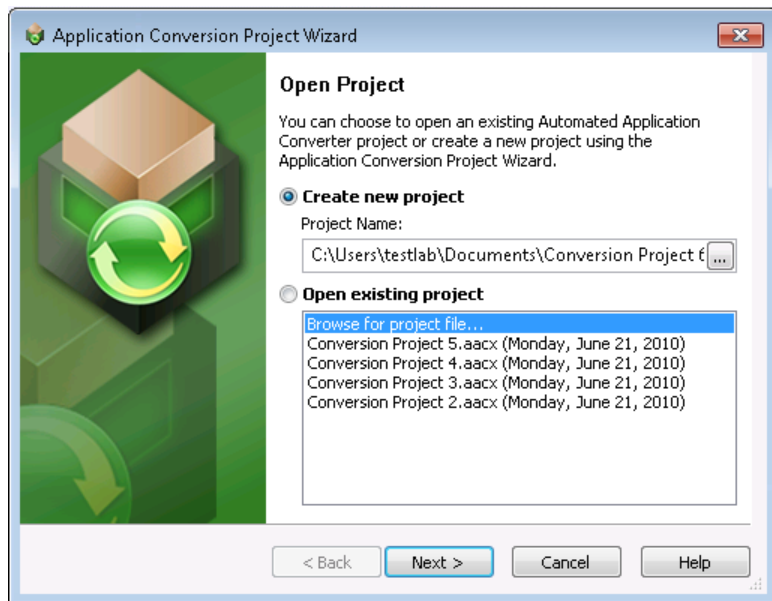 Application Conversion Project Wizard
Open Project
You can choose to open an existing Automated Application
Converter project or create a new project using the
Application Conversion Project Wizard.
Create new project
Project Name:
C:\Users\testlab\Documents\Conversion Project 6
...
Open existing project
Browse for project file...
Conversion Project 5.aacx (Monday, June 21, 2010)
Conversion Project 4.aacx (Monday, June 21, 2010)
Conversion Project 3.aacx (Monday, June 21, 2010)
Conversion Project 2.aacx (Monday, June 21, 2010)
< Back
Next >
Cancel
Help